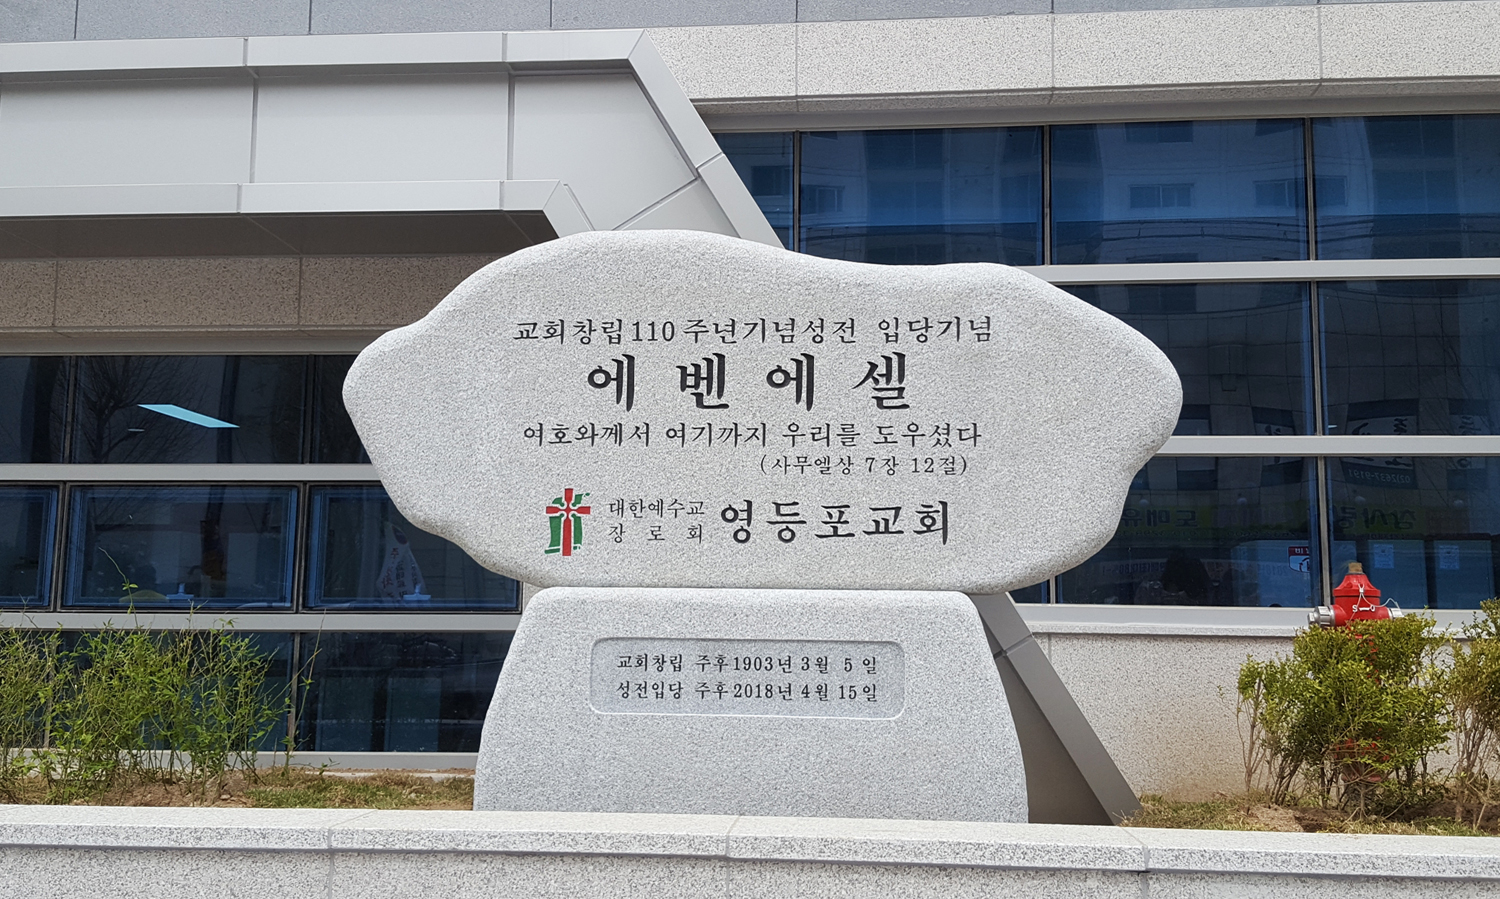 교회창립110주년기념성전 입당기념
에벤에셀
여호와께서 여기까지 우리를 도우셨다
(사무엘상 7장 12절)
대한예수교
장로회
영등포교회
교회창립 주후1903년 3월 5일
성전입당 주후2018년 4월 15일